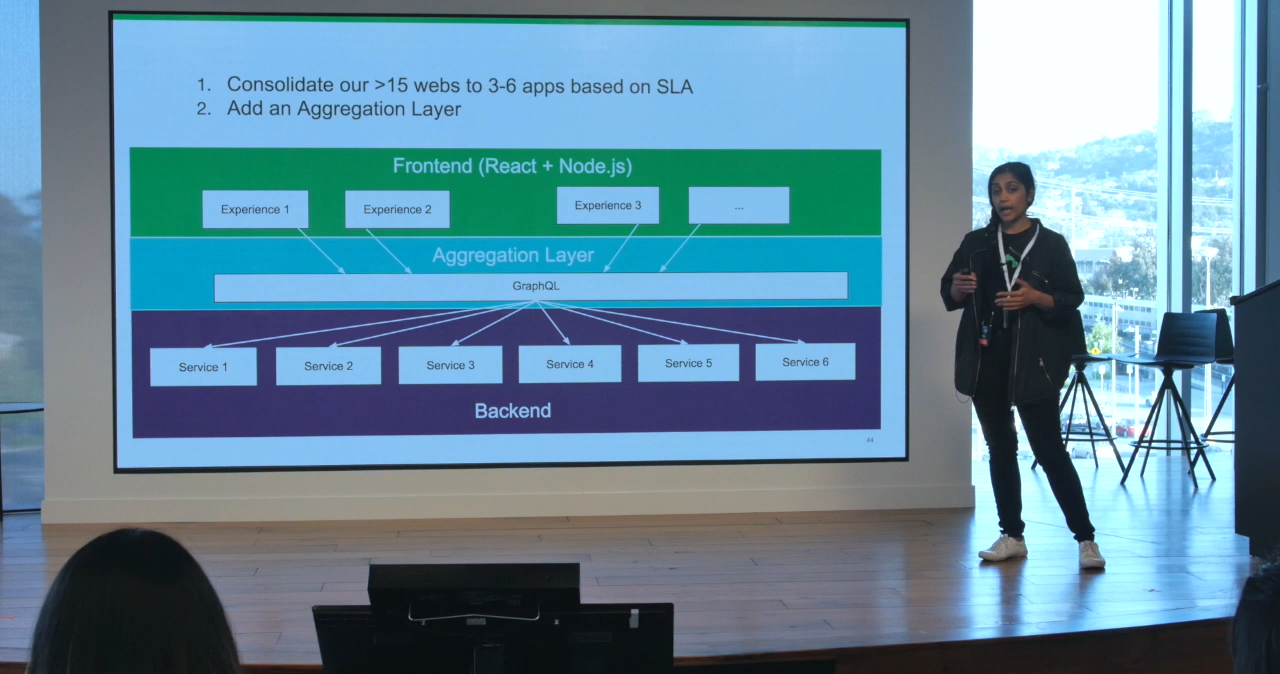 1. Consolidate our >15 webs to 3-6 apps based on SLA
2. Add an Aggregation Layer
Frontend (React + Node.js)
Experience 1
Experience 2
Experience 3
...
Aggregation Layer
GraphQL
Service 1
Service 2
Service 3
Service 4
Service 5
Service 6
Backend
44